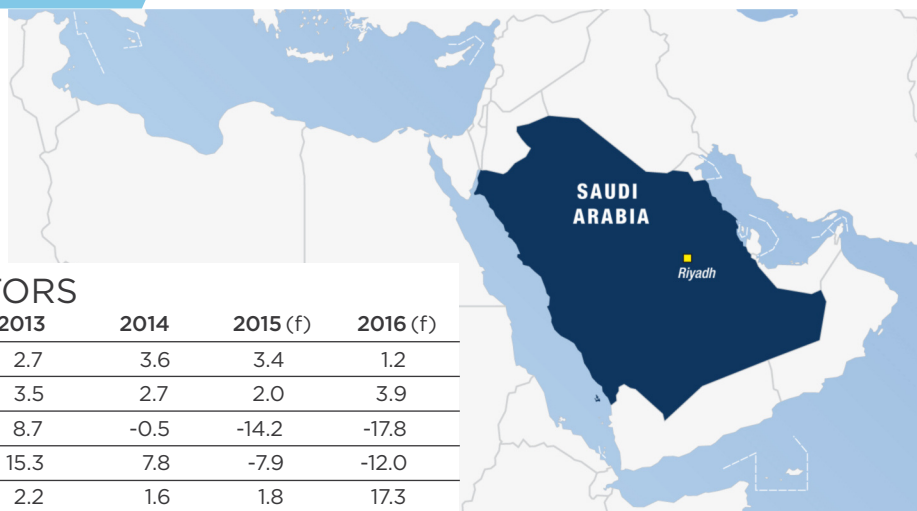 SAUDI
ARABIA
Riyadh
TORS
2013 2014 2015 (f) 2016 (f)
2.7 3.6 3.4 1.2
3.5 2.7 2.0 3.9
8.7 -0.5 -14.2 -17.8
15.3 7.8 -7.9 -12.0
2.2 1.6 1.8 17.3